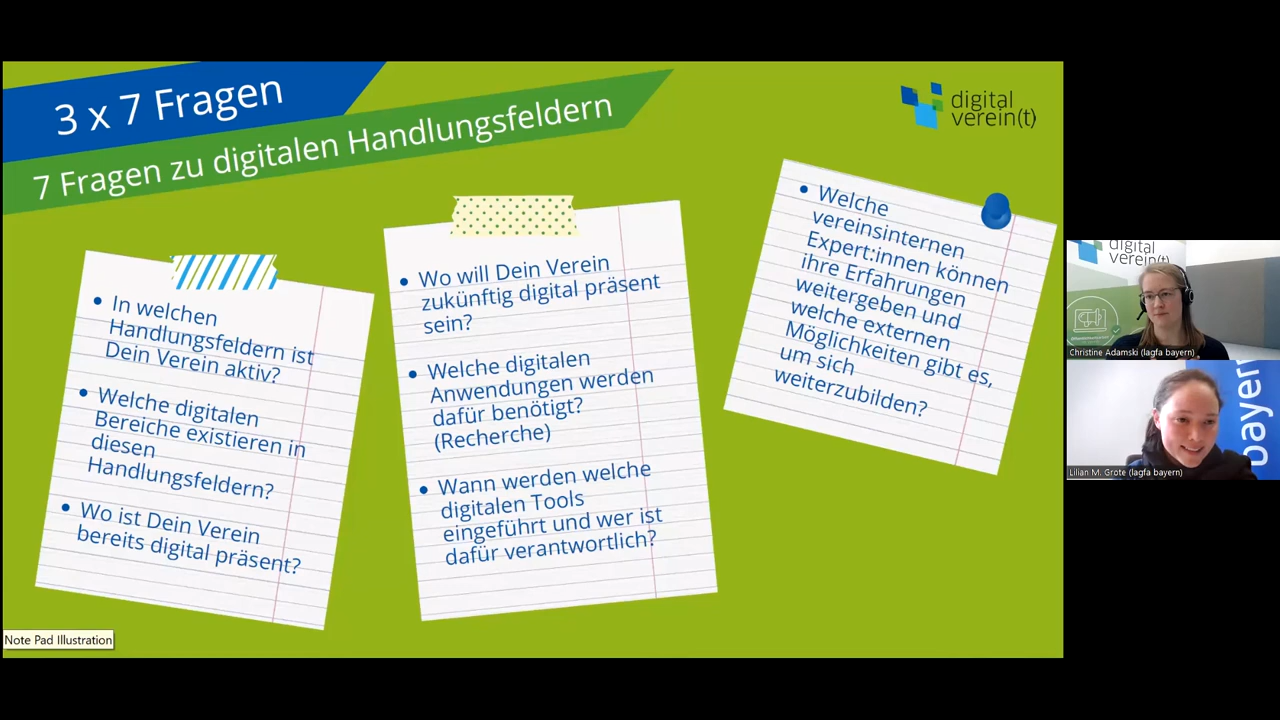 3 x 7 Fragen
7 Fragen zu digitalen Handlungsfeldern
digital
verein(t)
• In welchen
Handlungsfeldern ist
Dein Verein aktiv?
• Welche digitalen
Bereiche existieren in
diesen
Handlungsfeldern?
• Wo ist Dein Verein
bereits digital präsent?
• Wo will Dein Verein
zukünftig digital präsent
sein?
• Welche digitalen
Anwendungen werden
dafür benötigt?
(Recherche)
• Wann werden welche
digitalen Tools
eingeführt und wer ist
dafür verantwortlich?
• Welche
vereinsinternen
Expert:innen können
ihre Erfahrungen
weitergeben und
welche externen
Möglichkeiten gibt es,
um sich
weiterzubilden?
Note Pad Illustration
digital
verein(t)
Christine Adamski (lagfa bayern)
bayer
Lilian M. Grote (lagfa bayern)